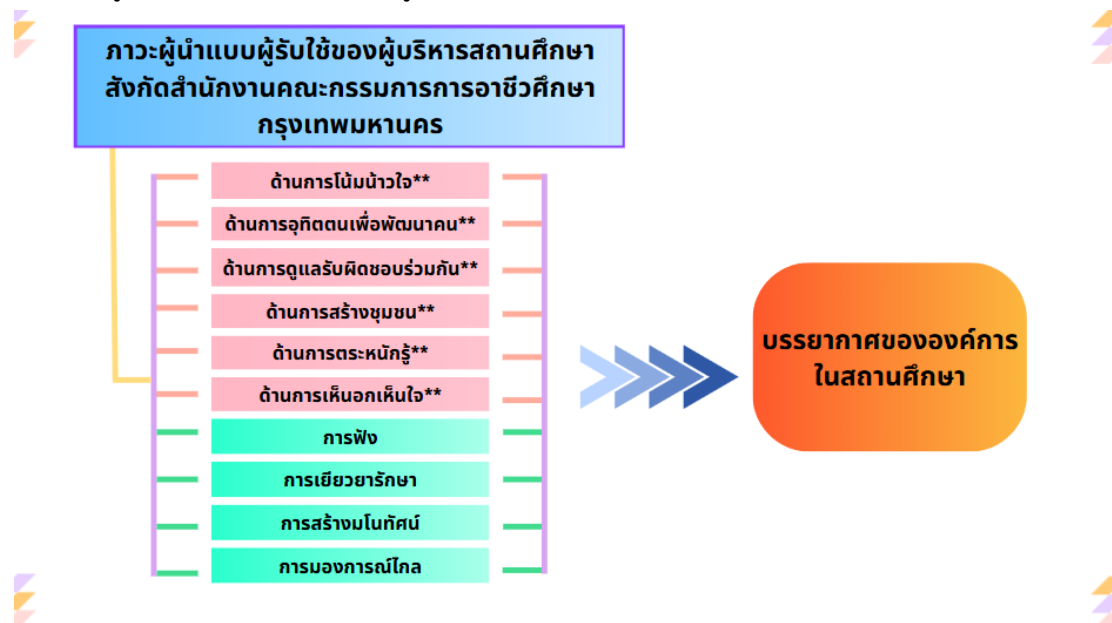 ภาวะผู้นำแบบผู้รับใช้ของผู้บริหารสถานศึกษา
สังกัดสำนักงานคณะกรรมการการอาชีวศึกษา
กรุงเทพมหานคร
ด้านการโน้มน้าวใจ**
ด้านการอุทิตตนเพื่อพัฒนาคน**
ด้านการดูแลรับผิดชอบร่วมกัน**
ด้านการสร้างชุมชน**
ด้านการตระหนักรู้**
ด้านการเห็นอกเห็นใจ**
การฟัง
การเยียวยารักษา
การสร้างมโนทัศน์
การมองการณ์ไกล
บรรยากาศขององค์การ
ในสถานศึกษา